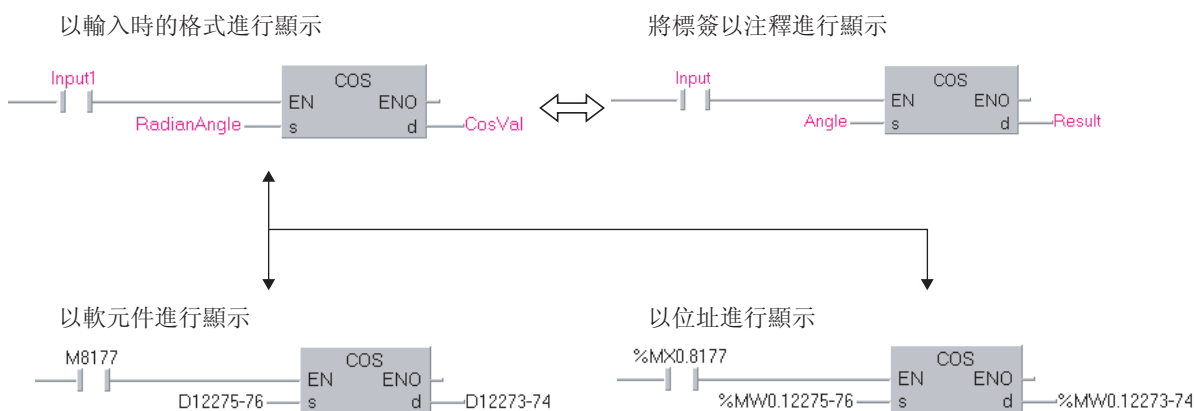 以輸入時的格式進行顯示
Input1
COS
EN ENO
RadianAngle s d CosVal
將標簽以注釋進行顯示
Input
COS
EN ENO
Angle s d Result
以軟元件進行顯示
M8177
COS
EN ENO
D12275-76 s d D12273-74
以位址進行顯示
%MX0.8177
COS
EN ENO
%MW0.12275-76 s d %MW0.12273-74